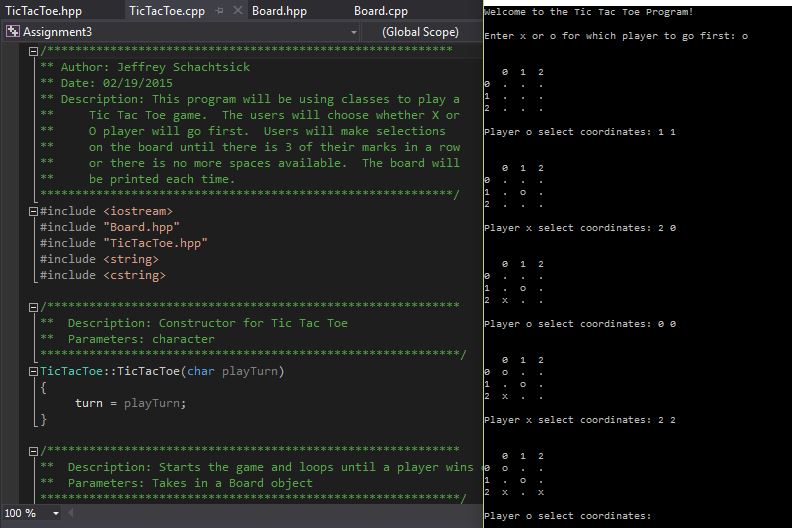 TicTacToe.hpp TicTacToe.cpp Board.hpp Board.cpp
Assignment3 (Global Scope)
/**********************************************************
** Author: Jeffrey Schachtsick
** Date: 02/19/2015
** Description: This program will be using classes to play a
** Tic Tac Toe game. The users will choose whether X or
** O player will go first. Users will make selections
** on the board until there is 3 of their marks in a row
** or there is no more spaces available. The board will
** be printed each time.
***********************************************************/
#include <iostream>
#include "Board.hpp"
#include "TicTacToe.hpp"
#include <string>
#include <cstring>
/***********************************************************
** Description: Constructor for Tic Tac Toe
** Parameters: character
************************************************************/
TicTacToe::TicTacToe(char playTurn)
{
turn = playTurn;
}
/***********************************************************
** Description: Starts the game and loops until a player wins
** Parameters: Takes in a Board object
************************************************************/
100 %
Welcome to the Tic Tac Toe Program!
Enter x or o for which player to go first: o
0 1 2
0 . . .
1 . . .
2 . . .
Player o select coordinates: 1 1
0 1 2
0 . . .
1 . o .
2 . . .
Player x select coordinates: 2 0
0 1 2
0 . . .
1 . o .
2 x . .
Player o select coordinates: 0 0
0 1 2
0 o . .
1 . o .
2 x . .
Player x select coordinates: 2 2
0 1 2
0 o . .
1 . o .
2 x . x
Player o select coordinates: